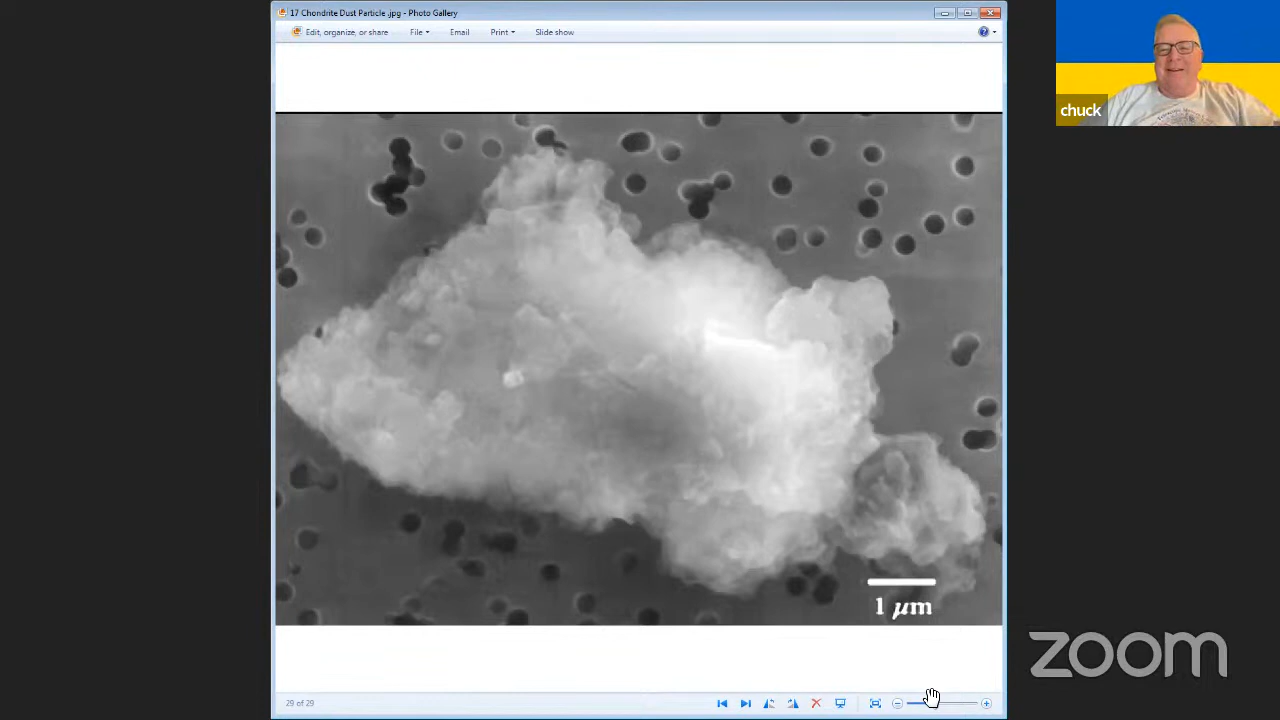 17 Chondrite Dust Particle .jpg - Photo Gallery
Edit, organize, or share File Email Print Slide show
chuck
1 μm
zoom
29 of 29